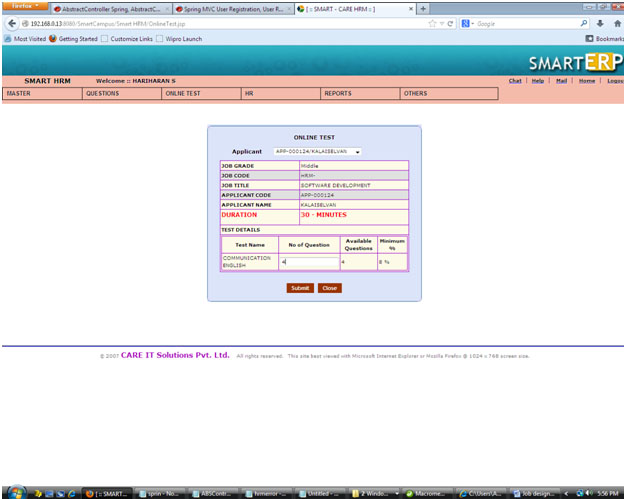 Firefox
AbstractController Spring, AbstractC...
Spring MVC User Registration, User R...
[ :: SMART - CARE HRM :: ]
192.168.0.13:8080/SmartCampus/Smart HRM/OnlineTest.jsp
Google
Most Visited Getting Started Customize Links Wipro Launch
Bookmarks
SMARTERP
SMART HRM Welcome :: HARIHARAN S
Chat | Help | Mail | Home | Logout
MASTER QUESTIONS ONLINE TEST HR REPORTS OTHERS
ONLINE TEST
Applicant APP-000124/KALAISELVAN
JOB GRADE Middle
JOB CODE HRM-
JOB TITLE SOFTWARE DEVELOPMENT
APPLICANT CODE APP-000124
APPLICANT NAME KALAISELVAN
DURATION 30 - MINUTES
TEST DETAILS
Test Name No of Question Available Questions Minimum %
COMMUNICATION ENGLISH 4 4 8 %
Submit Close
© 2007 CARE IT Solutions Pvt. Ltd. All rights reserved. This site best viewed with Microsoft Internet Explorer or Mozilla Firefox @ 1024 x 768 screen size.
[ :: SMART... sprin - No... ABSContr... hrmerror -... Untitled -... 2 Windo... Macrome... C:\Users\A... Job design... 5:56 PM